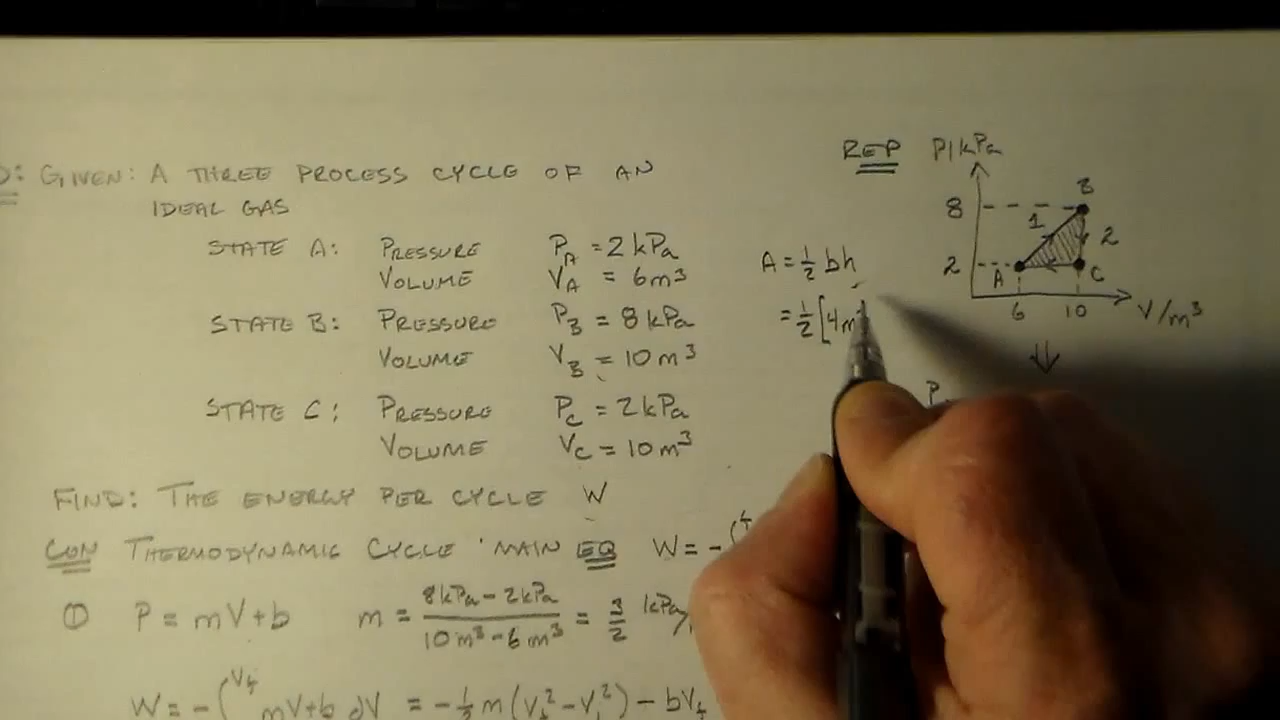 D: GIVEN: A THREE PROCESS CYCLE OF AN
IDEAL GAS
STATE A: PRESSURE P_A = 2 kPa
VOLUME V_A = 6 m³
STATE B: PRESSURE P_B = 8 kPa
VOLUME V_B = 10 m³
STATE C: PRESSURE P_C = 2 kPa
VOLUME V_C = 10 m³
FIND: THE ENERGY PER CYCLE W
CON THERMODYNAMIC CYCLE MAIN EQ W = -∫
① P = mV+b m = (8 kPa - 2 kPa)/(10 m³ - 6 m³) = 3/2 kPa/
W = -∫^V_f mV+b dV = -1/2 m (V_f² - V_i²) - bV_f
A = 1/2 bh
= 1/2 [4m
REP P/kPa
8
B
1
2
2
A
C
6 10 V/m³
⇓
P